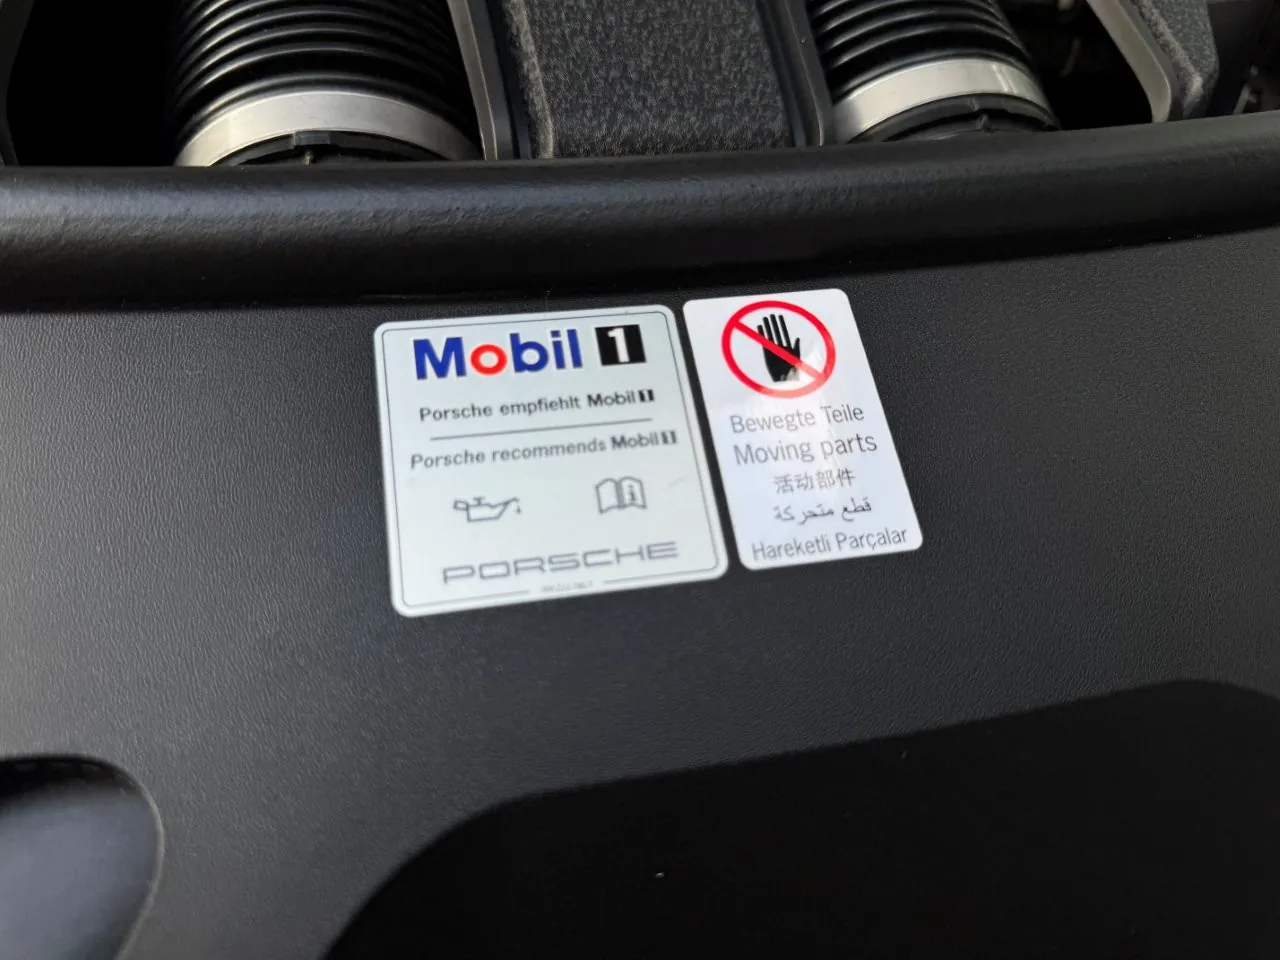 Mobil 1
Porsche empfiehlt Mobil 1
Porsche recommends Mobil 1
PORSCHE
Bewegte Teile
Moving parts
活动部件
قطع متحركة
Hareketli Parçalar